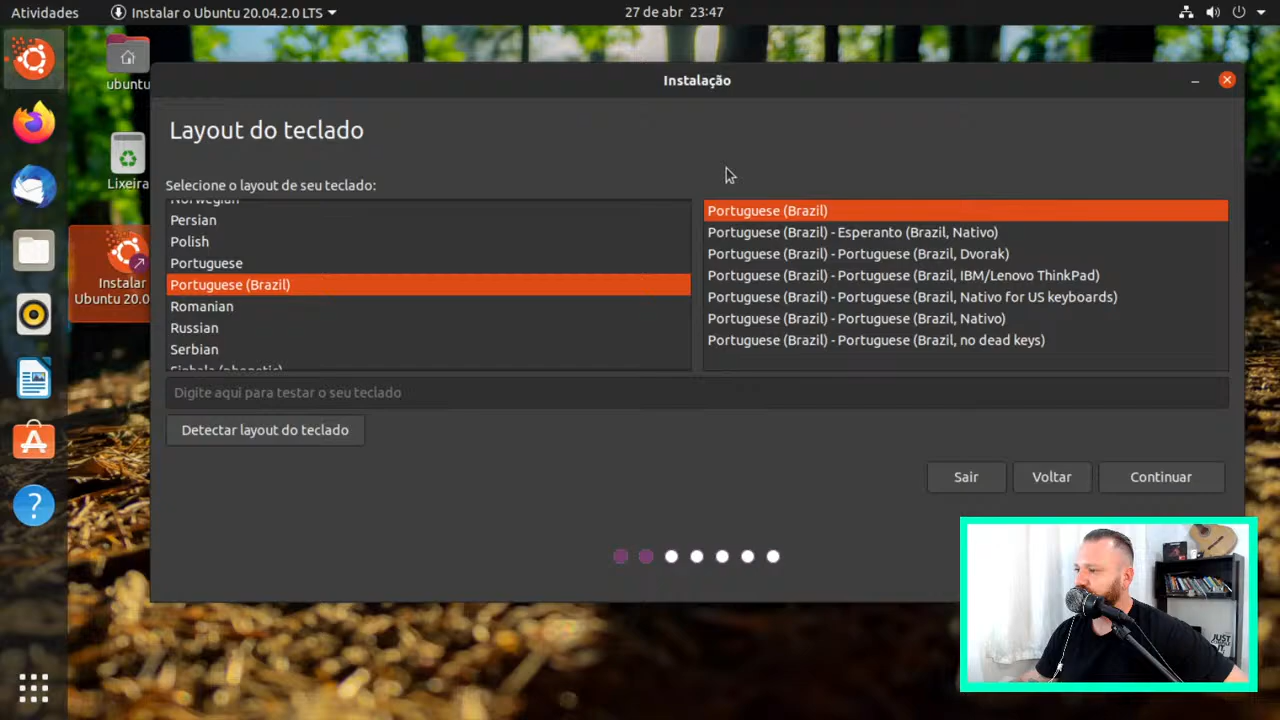 Atividades
Instalar o Ubuntu 20.04.2.0 LTS
27 de abr 23:47
ubuntu
Lixeira
Instalar
Ubuntu 20.0
Instalação
Layout do teclado
Selecione o layout de seu teclado:
Norwegian
Persian
Polish
Portuguese
Portuguese (Brazil)
Romanian
Russian
Serbian
Sinhala (phonetic)
Portuguese (Brazil)
Portuguese (Brazil) - Esperanto (Brazil, Nativo)
Portuguese (Brazil) - Portuguese (Brazil, Dvorak)
Portuguese (Brazil) - Portuguese (Brazil, IBM/Lenovo ThinkPad)
Portuguese (Brazil) - Portuguese (Brazil, Nativo for US keyboards)
Portuguese (Brazil) - Portuguese (Brazil, Nativo)
Portuguese (Brazil) - Portuguese (Brazil, no dead keys)
Digite aqui para testar o seu teclado
Detectar layout do teclado
Sair
Voltar
Continuar
JUST